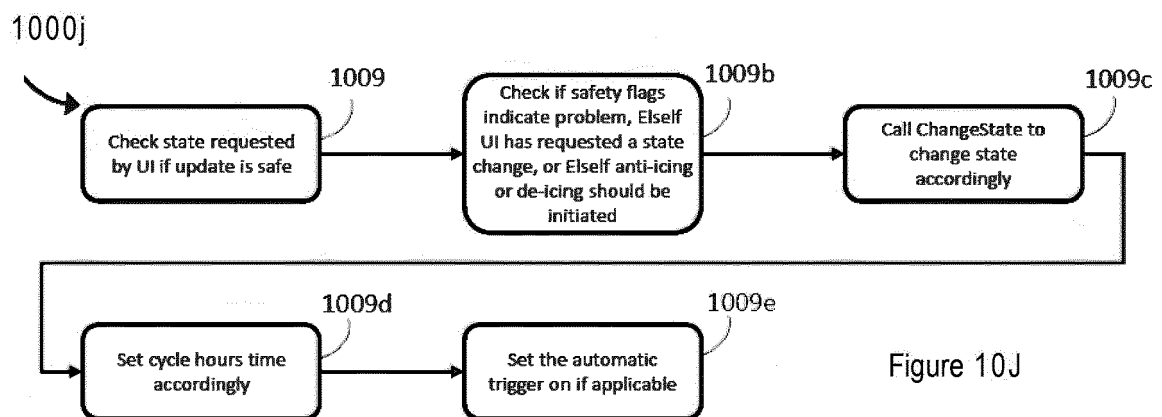 1000j
1009
Check state requested
by UI if update is safe
1009b
Check if safety flags
indicate problem, ElseIf
UI has requested a state
change, or ElseIf anti-icing
or de-icing should be
initiated
1009c
Call ChangeState to
change state
accordingly
1009d
Set cycle hours time
accordingly
1009e
Set the automatic
trigger on if applicable
Figure 10J